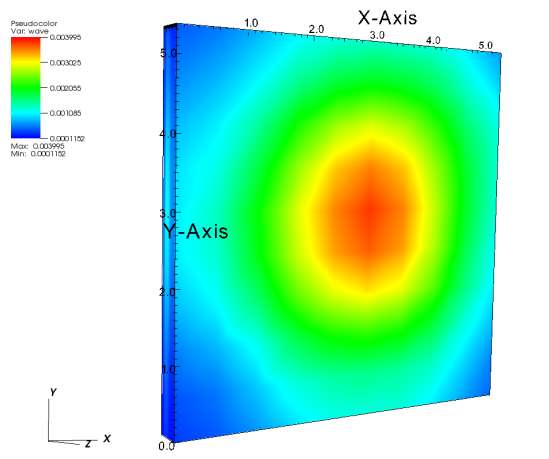 Pseudocolor
Var: wave
0.003995
0.003025
0.002055
0.001085
0.0001152
Max: 0.003995
Min: 0.0001152
X-Axis
1.0
2.0
3.0
4.0
5.0
5.0
4.0
3.0
Y-Axis
2.0
1.0
0.0
Y
X
Z